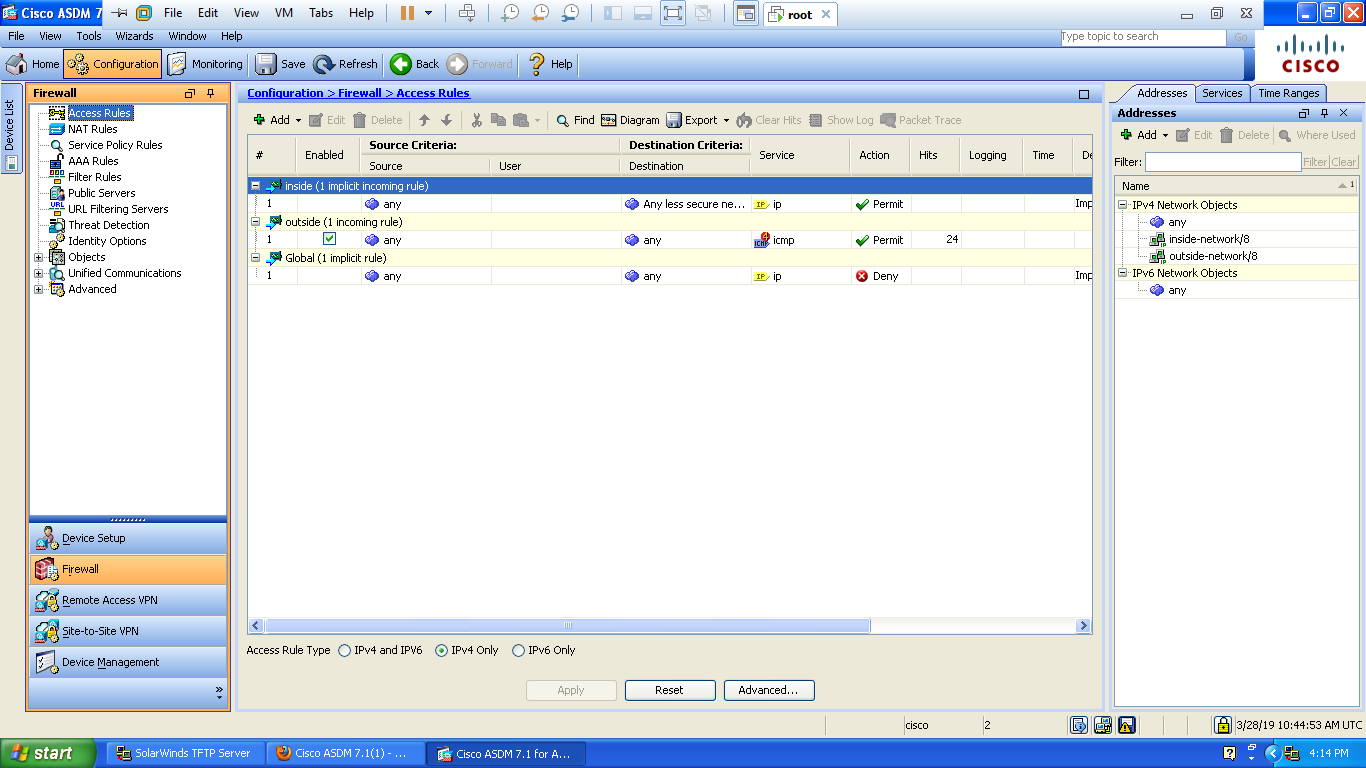 Cisco ASDM 7
File Edit View VM Tabs Help
root
File View Tools Wizards Window Help
Type topic to search
Go
Home Configuration Monitoring Save Refresh Back Forward Help
CISCO
Device List
Firewall
Access Rules
NAT Rules
Service Policy Rules
AAA Rules
Filter Rules
Public Servers
URL Filtering Servers
Threat Detection
Identity Options
Objects
Unified Communications
Advanced
Device Setup
Firewall
Remote Access VPN
Site-to-Site VPN
Device Management
Configuration > Firewall > Access Rules
Add Edit Delete Find Diagram Export Clear Hits Show Log Packet Trace
# Enabled Source Criteria: Destination Criteria: Service Action Hits Logging Time De
Source User Destination
inside (1 implicit incoming rule)
1 any Any less secure ne... IP ip Permit Imp
outside (1 incoming rule)
1 any any ICMP icmp Permit 24
Global (1 implicit rule)
1 any any IP ip Deny Imp
Access Rule Type IPv4 and IPV6 IPv4 Only IPv6 Only
Apply Reset Advanced...
Addresses Services Time Ranges
Addresses
Add Edit Delete Where Used
Filter: Filter Clear
Name 1
IPv4 Network Objects
any
inside-network/8
outside-network/8
IPv6 Network Objects
any
cisco 2 3/28/19 10:44:53 AM UTC
start SolarWinds TFTP Server Cisco ASDM 7.1(1) - ... Cisco ASDM 7.1 for A... 4:14 PM